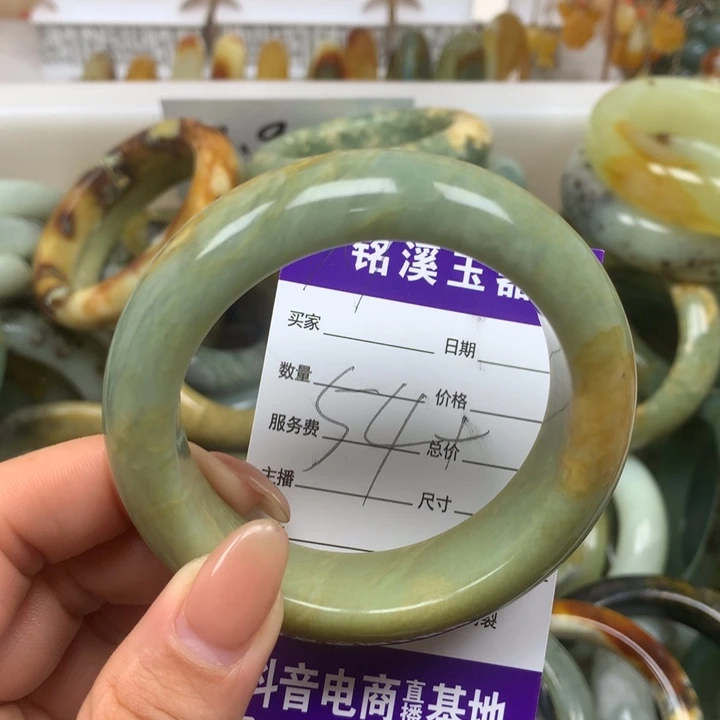 铭溪玉器
买家 日期
数量 价格
服务费 总价
主播 尺寸
54+
裂
抖音电商直播基地